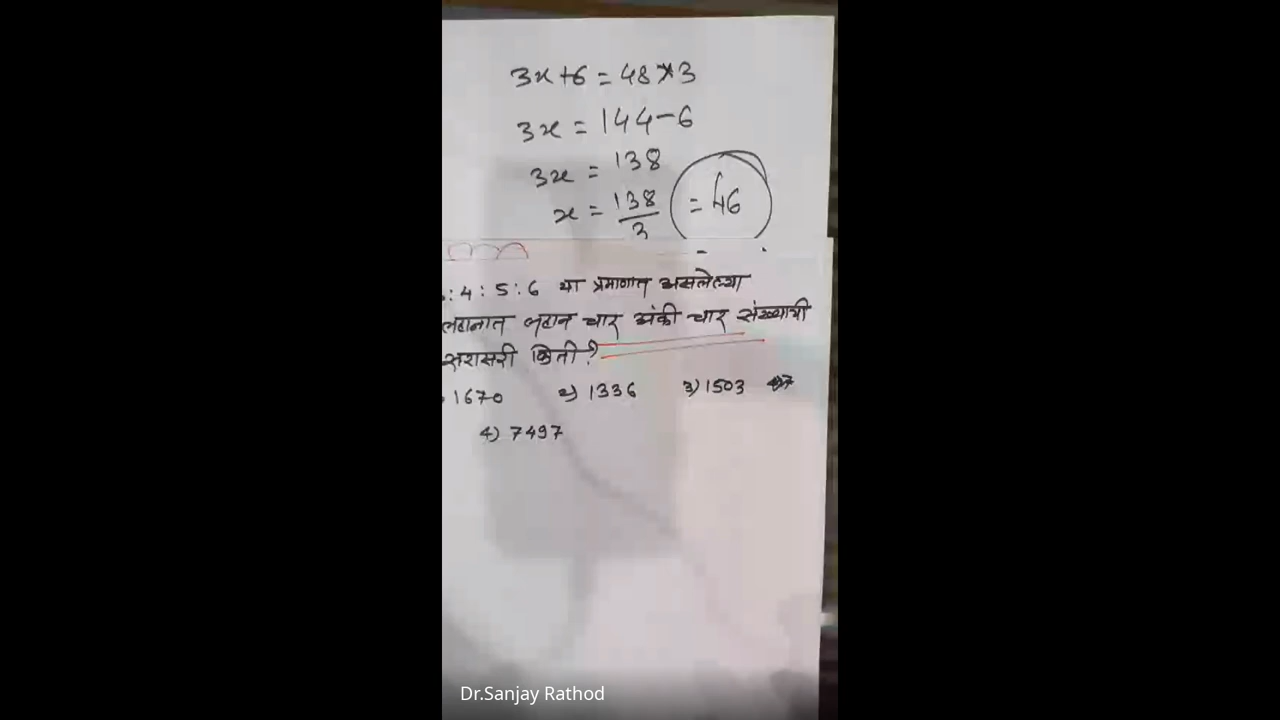 3x+6 = 48*3
3x = 144-6
3x = 138
x = 138/3 = 46
: 4 : 5 : 6 या प्रमाणात असलेल्या
लहानात लहान चार अंकी चार संख्यांची
सरासरी किती?
1670 2) 1336 3) 1503
4) 7497
Dr.Sanjay Rathod